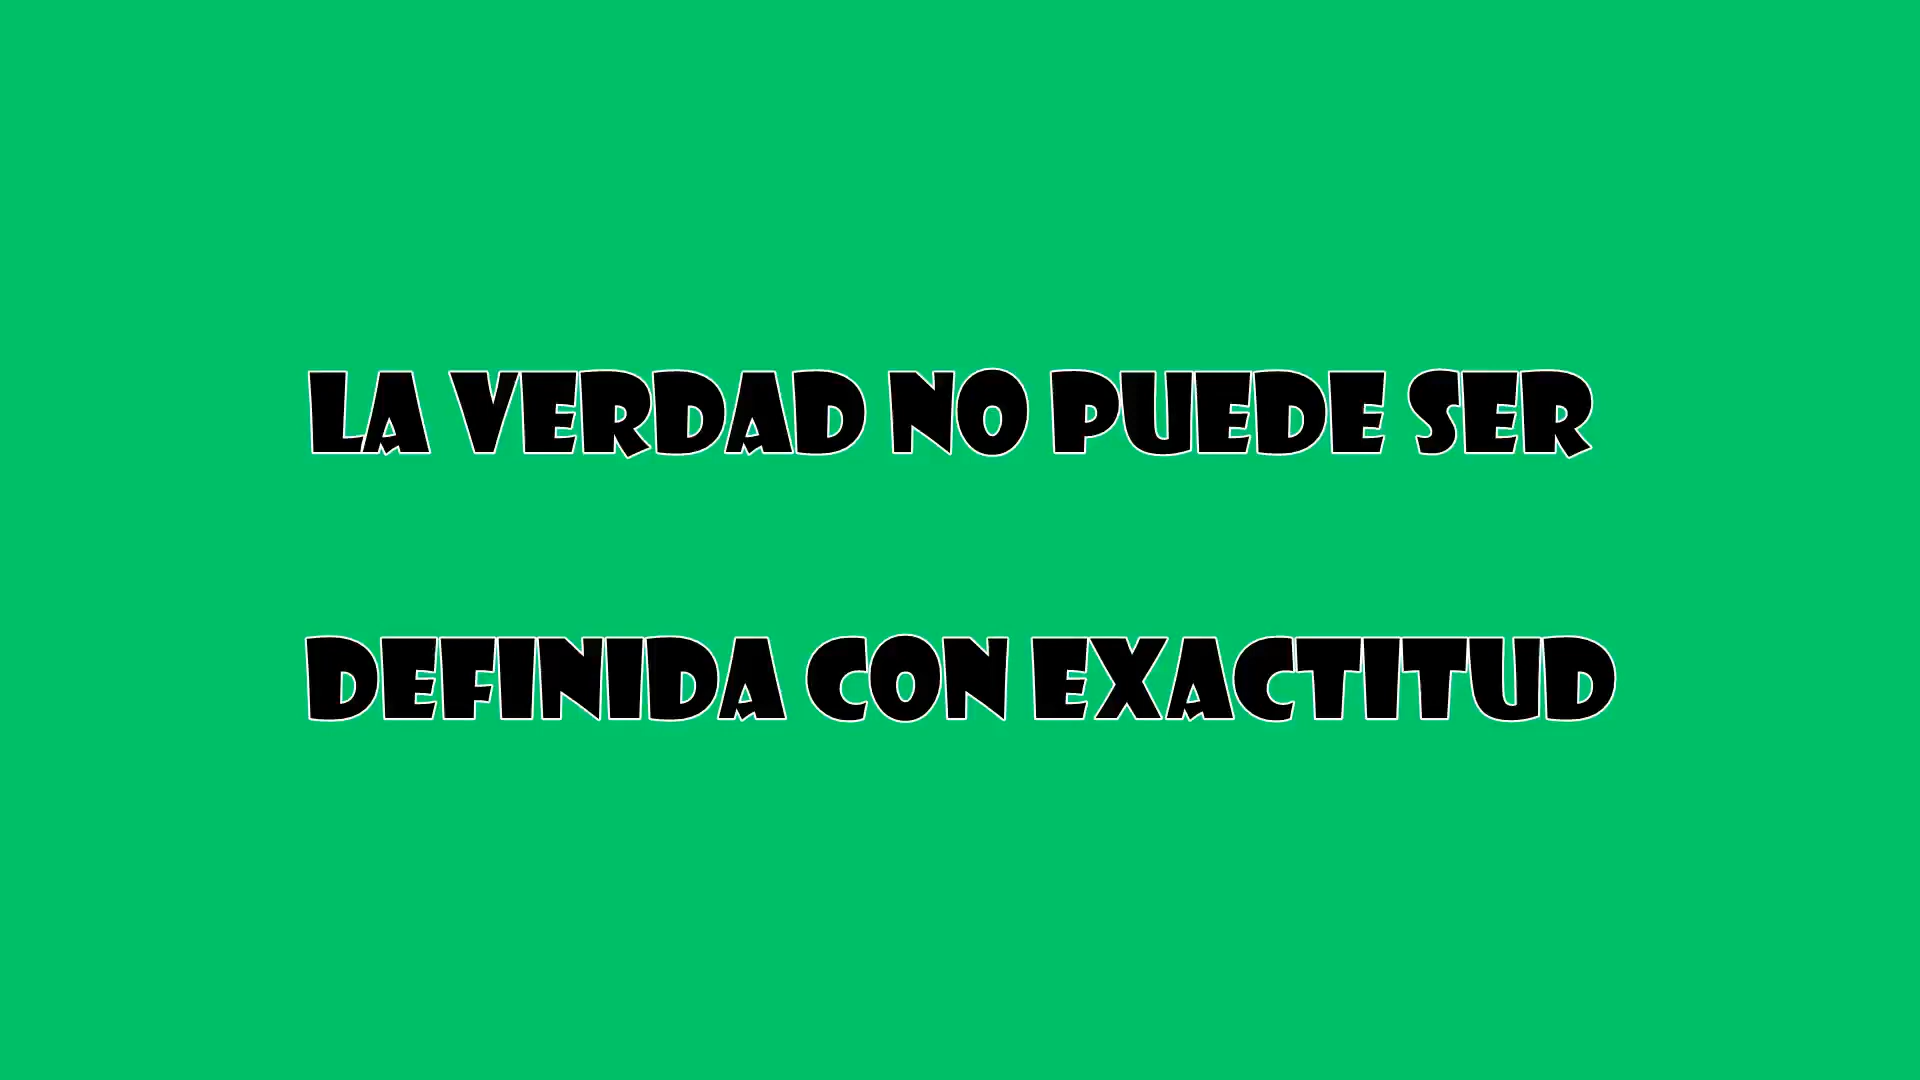 LA VERDAD NO PUEDE SER
DEFINIDA CON EXACTITUD